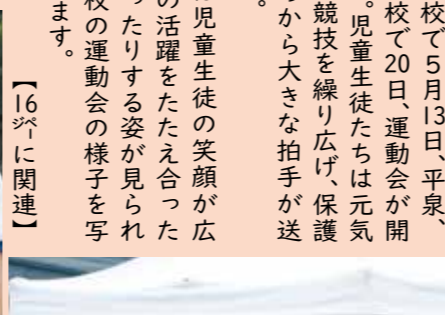 校で5月13日、平泉、
校で20日、運動会が開
。児童生徒たちは元気
競技を繰り広げ、保護
から大きな拍手が送
。
児童生徒の笑顔が広
の活躍をたたえ合った
ったりする姿が見られ
校の運動会の様子を写
ます。
【16㌻に関連】